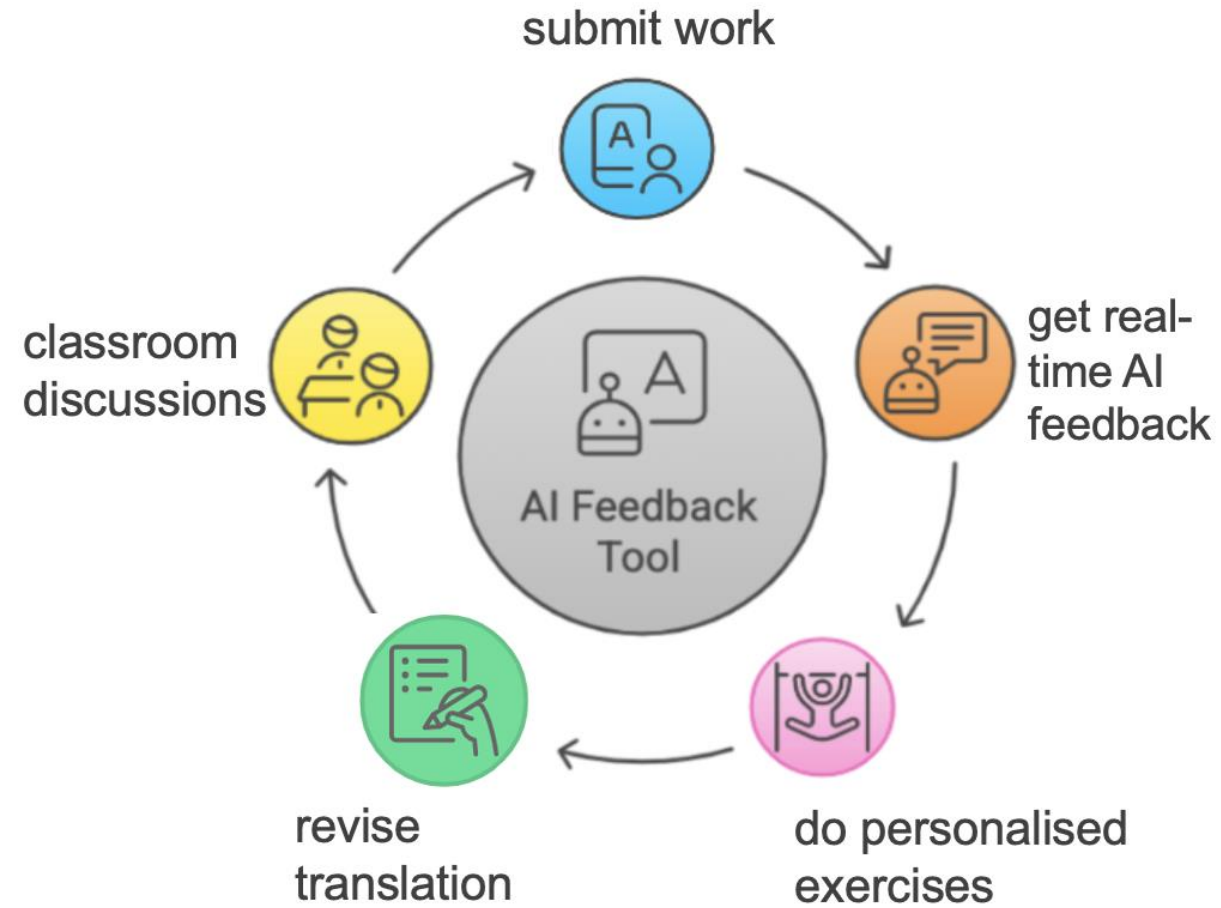 submit work
A
get real-
time AI
feedback
do personalised
exercises
revise
translation
classroom
discussions
A
AI Feedback
Tool